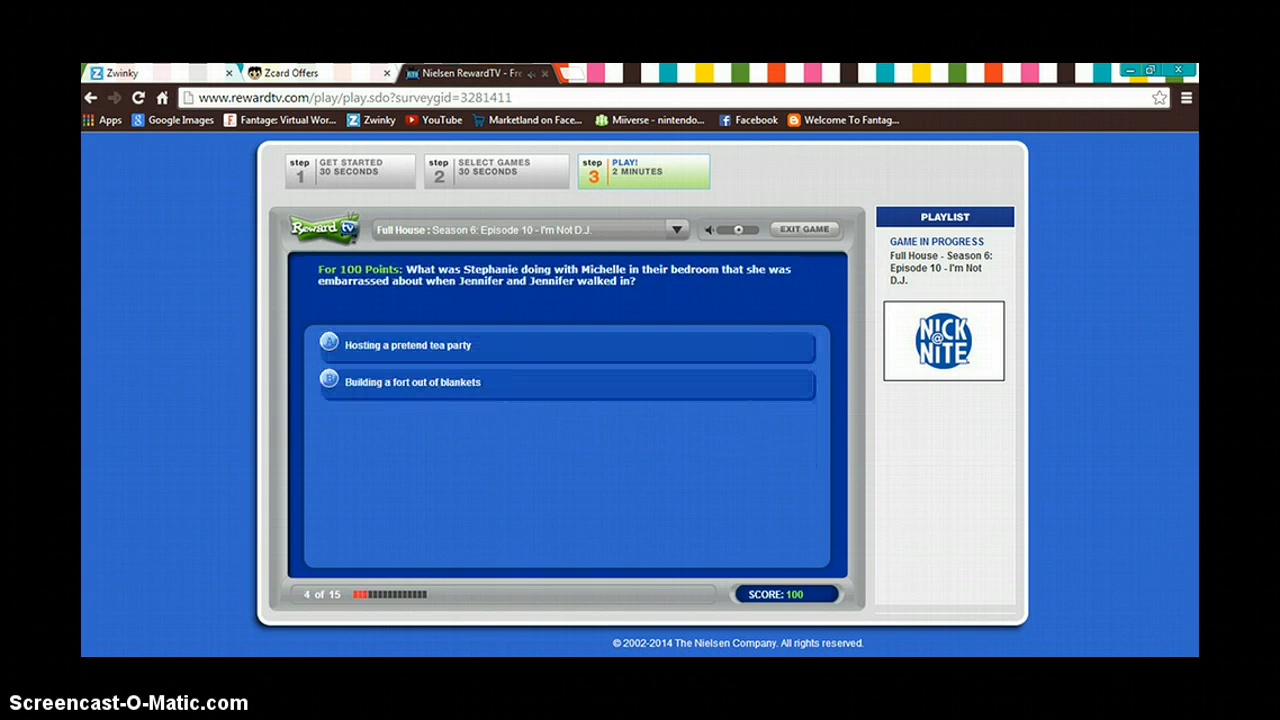 Zwinky
Zcard Offers
Nielsen RewardTV - Fre
www.rewardtv.com/play/play.sdo?surveygid=3281411
Apps Google Images Fantage: Virtual Wor... Zwinky YouTube Marketland on Face... Miiverse - nintendo... Facebook Welcome To Fantag...
step 1 GET STARTED 30 SECONDS
step 2 SELECT GAMES 30 SECONDS
step 3 PLAY! 2 MINUTES
Reward tv
Full House : Season 6: Episode 10 - I'm Not D.J.
EXIT GAME
For 100 Points: What was Stephanie doing with Michelle in their bedroom that she was
embarrassed about when Jennifer and Jennifer walked in?
A Hosting a pretend tea party
B Building a fort out of blankets
4 of 15
SCORE: 100
PLAYLIST
GAME IN PROGRESS
Full House - Season 6:
Episode 10 - I'm Not
D.J.
NICK
@
NITE
© 2002-2014 The Nielsen Company. All rights reserved.
Screencast-O-Matic.com